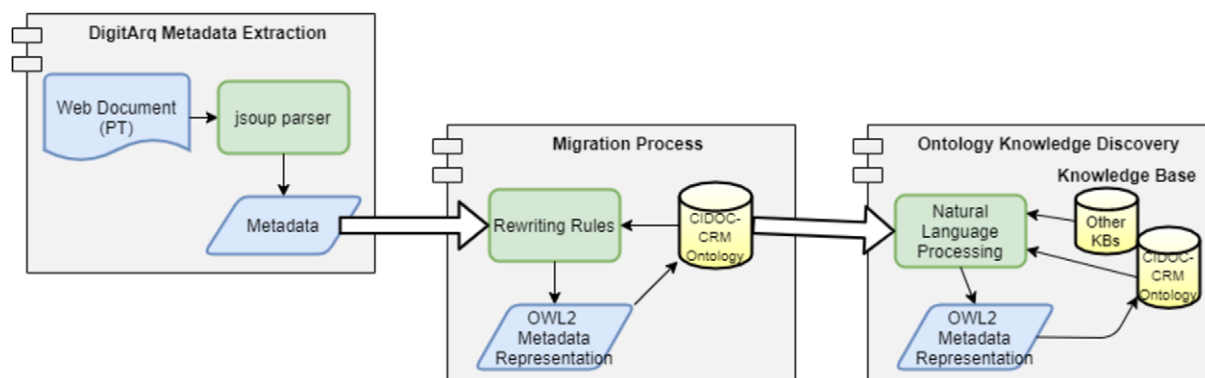 DigitArq Metadata Extraction
Web Document
(PT)
jsoup parser
Metadata
Migration Process
Rewriting Rules
CIDOC-
CRM
Ontology
OWL2
Metadata
Representation
Ontology Knowledge Discovery
Knowledge Base
Natural
Language
Processing
Other
KBs
CIDOC-
CRM
Ontology
OWL2
Metadata
Representation